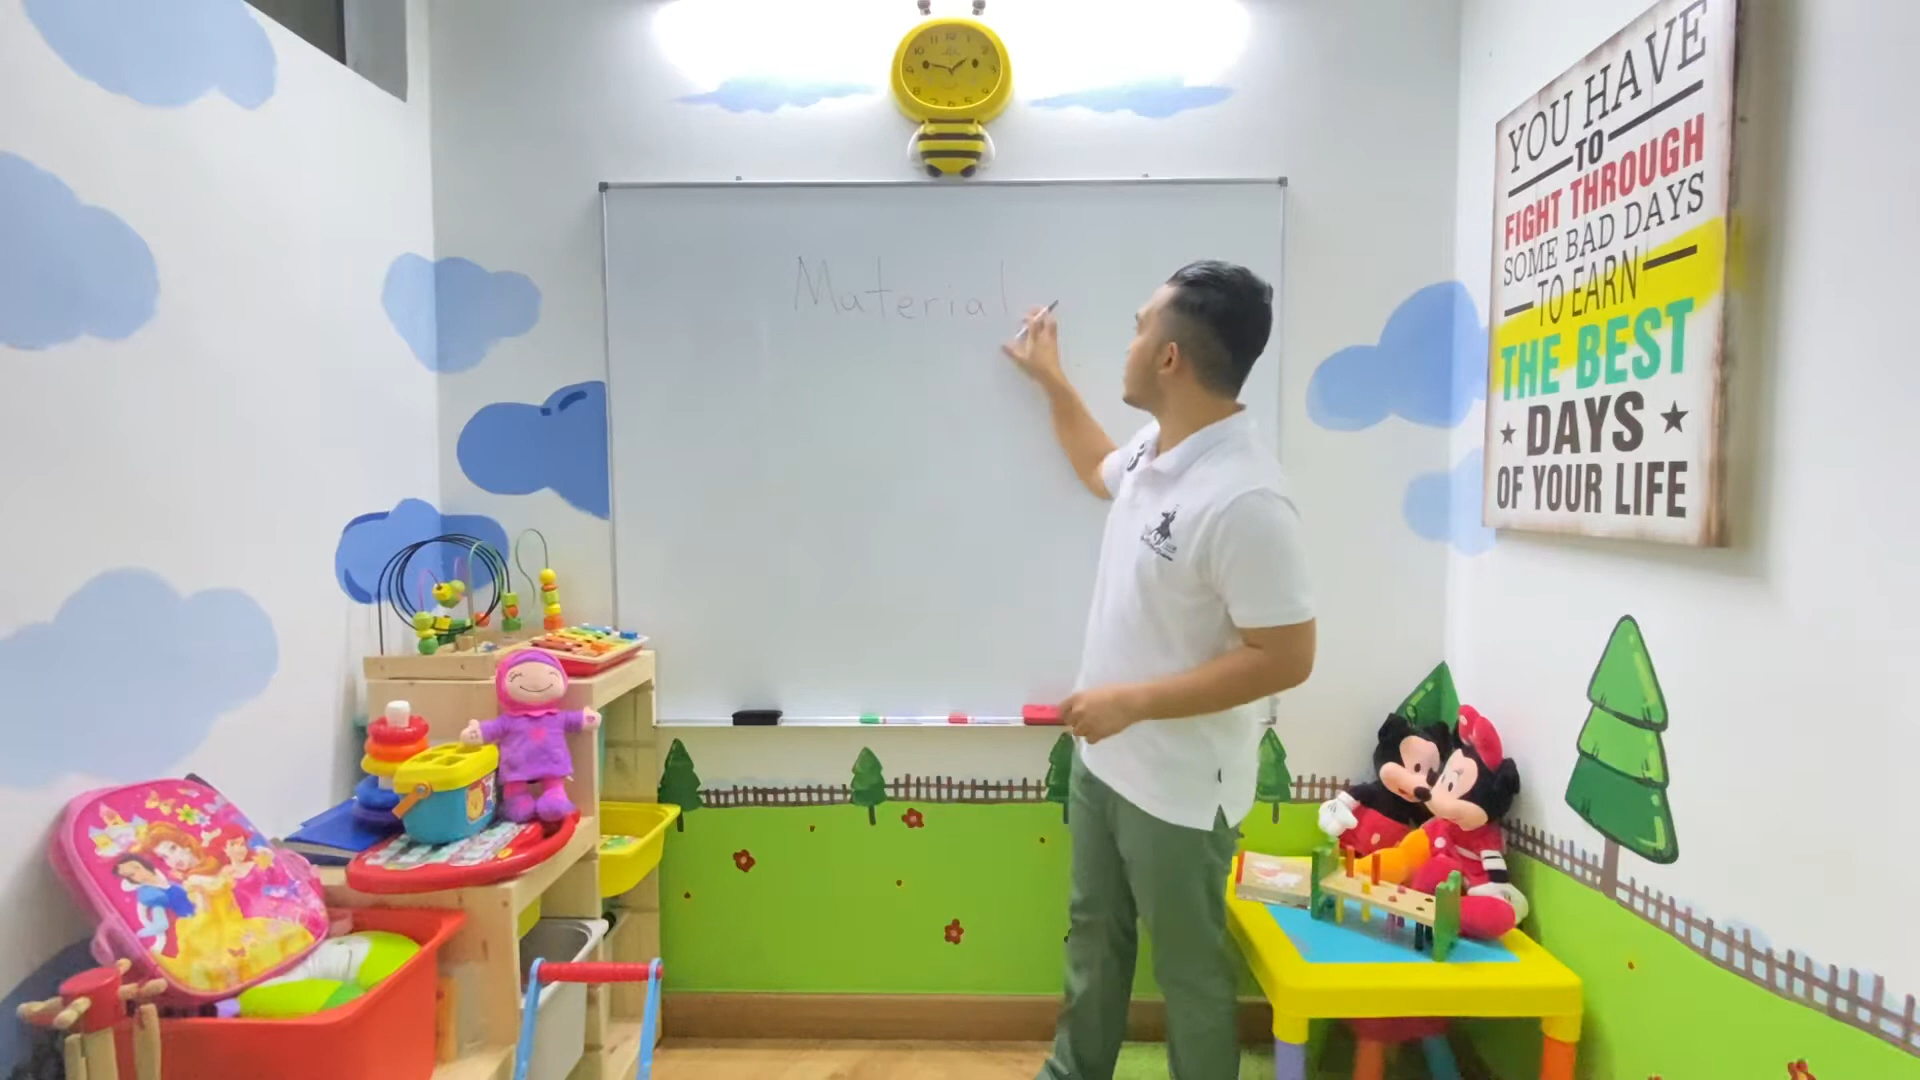 Material
YOU HAVE
TO
FIGHT THROUGH
SOME BAD DAYS
TO EARN
THE BEST
DAYS
OF YOUR LIFE